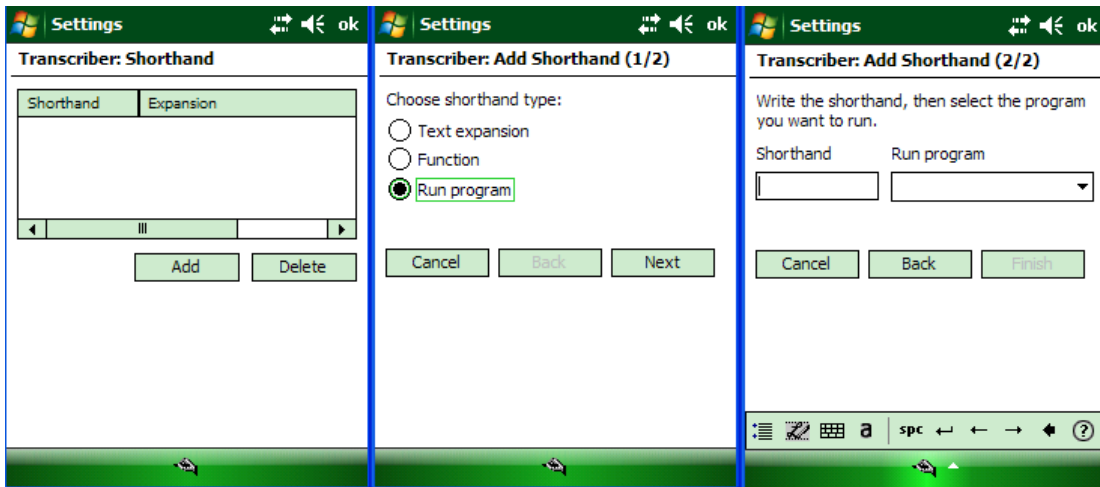 Settings ok
Transcriber: Shorthand
Shorthand Expansion
Add Delete
Settings ok
Transcriber: Add Shorthand (1/2)
Choose shorthand type:
Text expansion
Function
Run program
Cancel Back Next
Settings ok
Transcriber: Add Shorthand (2/2)
Write the shorthand, then select the program
you want to run.
Shorthand Run program
Cancel Back Finish
a spc ?